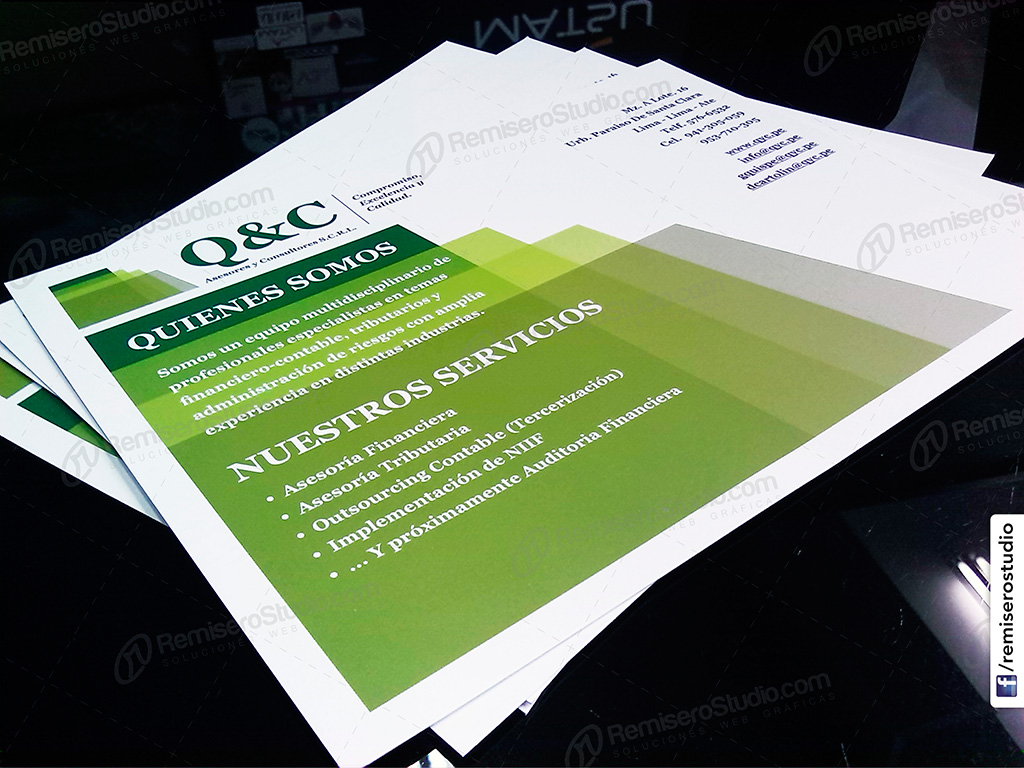 Q&C
Asesores y Consultores S.C.R.L.
Compromiso,
Excelencia y
Calidad.
Mz. A Lote. 16
Urb. Paraiso De Santa Clara
Lima - Lima - Ate
Telf. 576-6532
Cel. 941-305-059
953-710-305
www.qyc.pe
info@qyc.pe
gquispe@qyc.pe
dcartolin@qyc.pe
QUIENES SOMOS
Somos un equipo multidisciplinario de
profesionales especialistas en temas
financiero-contable, tributarios y
administración de riesgos con amplia
experiencia en distintas industrias.
NUESTROS SERVICIOS
• Asesoría Financiera
• Asesoría Tributaria
• Outsourcing Contable (Tercerización)
• Implementación de NIIF
• ... Y próximamente Auditoria Financiera
RemiseroStudio.com
SOLUCIONES WEB GRÁFICAS
/remiserostudio